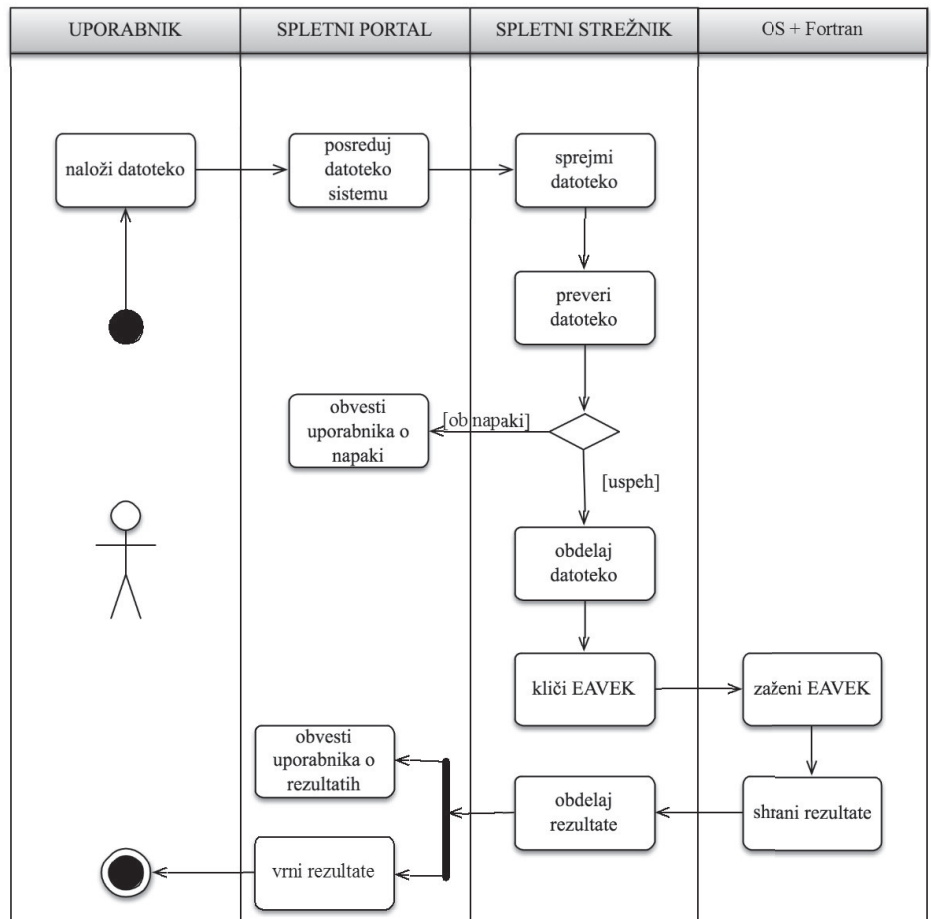 UPORABNIK
SPLETNI PORTAL
SPLETNI STREŽNIK
OS + Fortran
naloži datoteko
posreduj
datoteko
sistemu
sprejmi
datoteko
preveri
datoteko
obvesti
uporabnika o
napaki
[ob napaki]
[uspeh]
obdelaj
datoteko
kliči EAVEK
zaženi EAVEK
obvesti
uporabnika o
rezultatih
obdelaj
rezultate
shrani rezultate
vrni rezultate